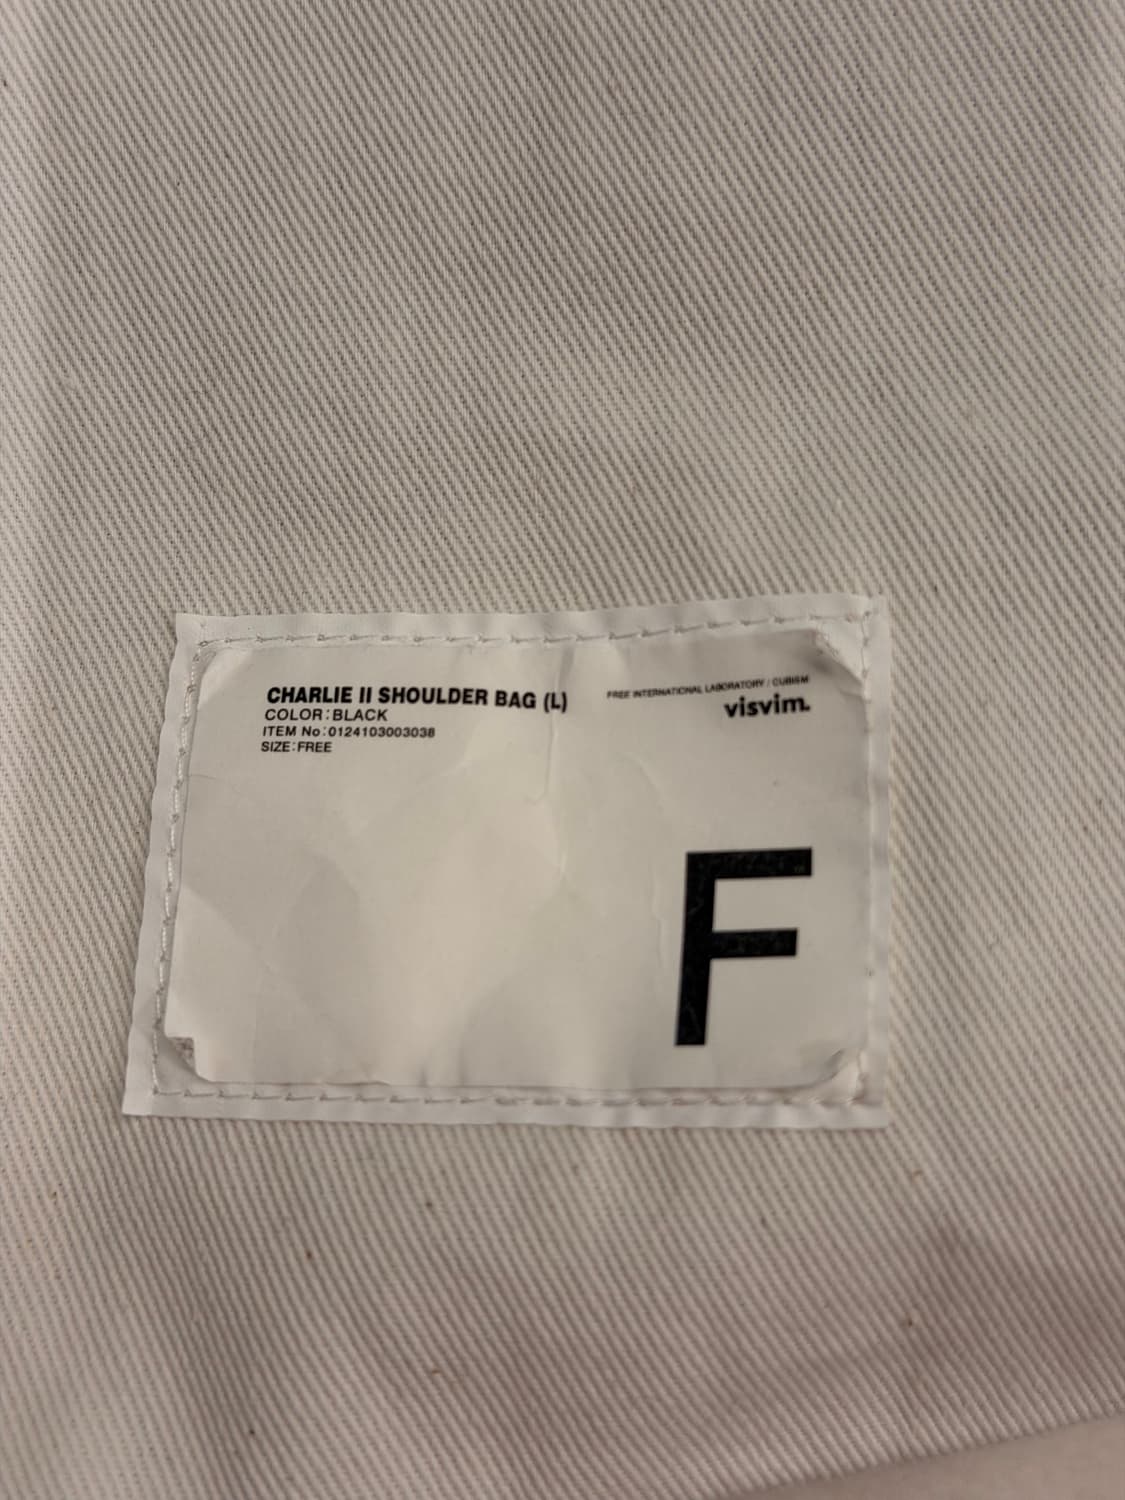 CHARLIE II SHOULDER BAG (L)
COLOR:BLACK
ITEM No:0124103003038
SIZE:FREE
FREE INTERNATIONAL LABORATORY / CUBISM
visvim.
F